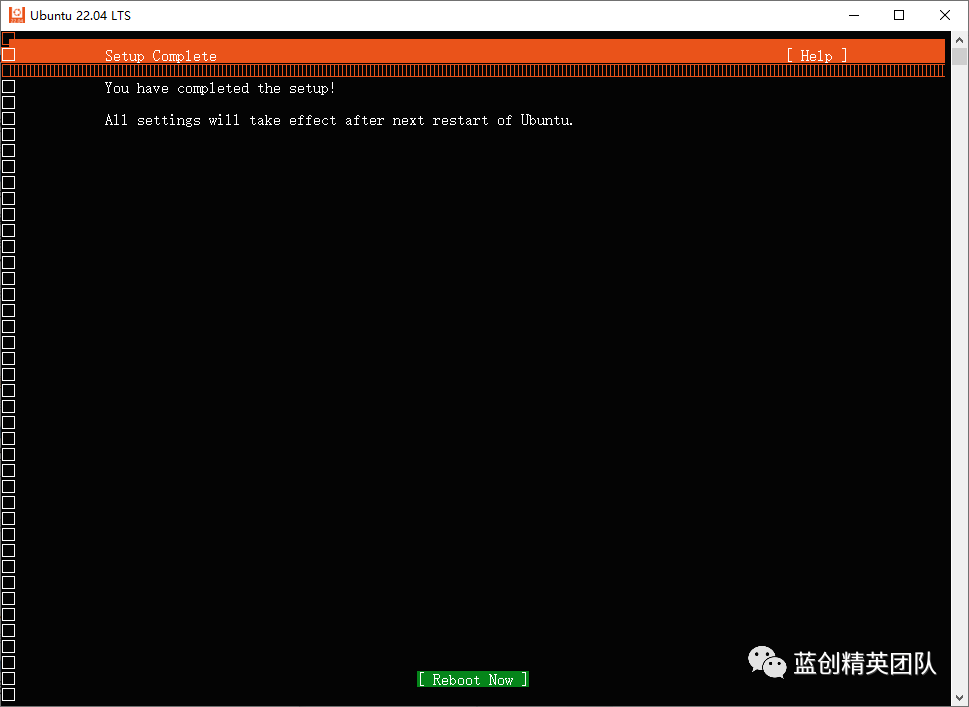 Ubuntu 22.04 LTS
Setup Complete [ Help ]
You have completed the setup!
All settings will take effect after next restart of Ubuntu.
蓝创精英团队
[ Reboot Now ]